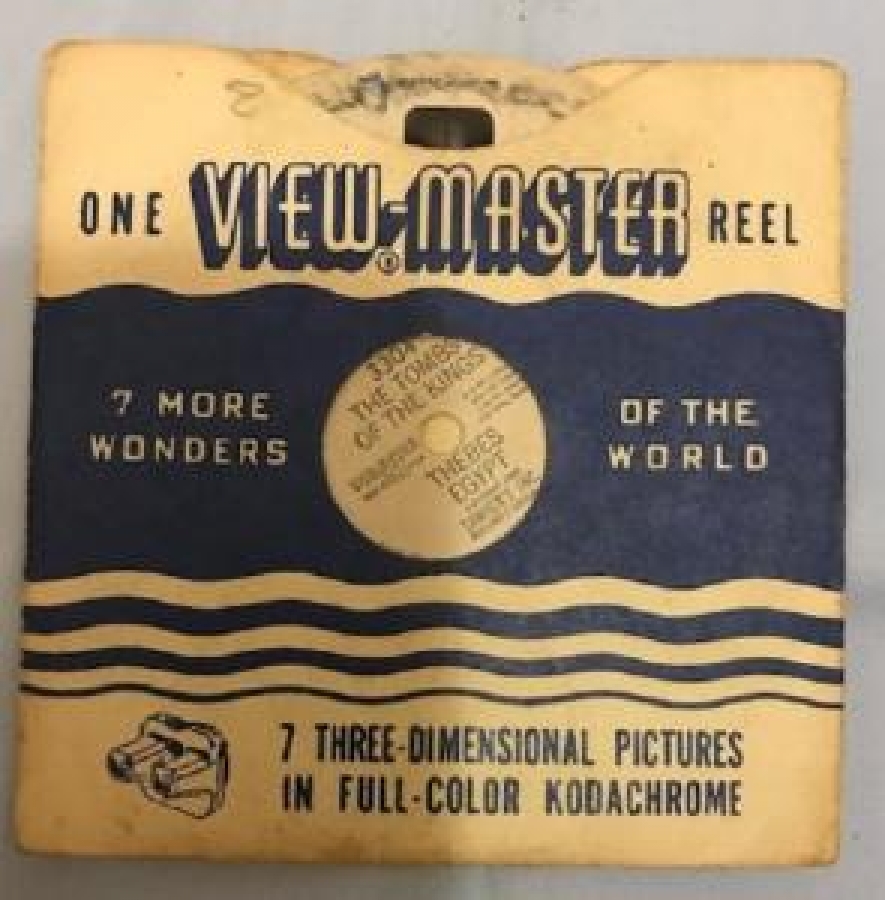 ONE VIEW-MASTER® REEL
7 MORE
WONDERS
3304
THE TOMBS
OF THE KINGS
THEBES
EGYPT
OF THE
WORLD
7 THREE-DIMENSIONAL PICTURES
IN FULL-COLOR KODACHROME